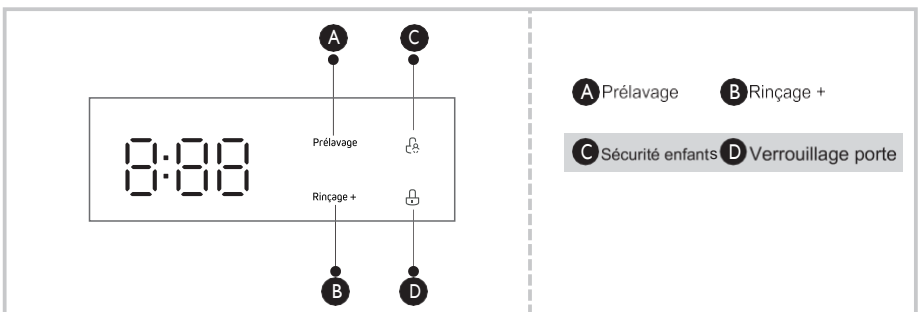 A C
8:88 Prélavage
Rinçage +
B D
A Prélavage B Rinçage +
C Sécurité enfants D Verrouillage porte